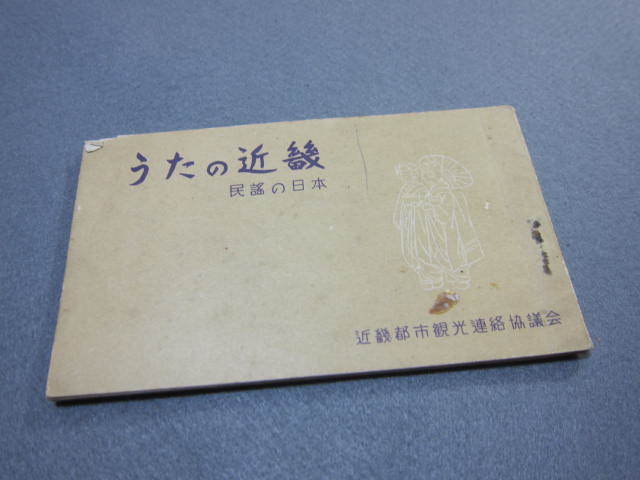 うたの近畿
民謡の日本
近畿都市観光連絡協議会